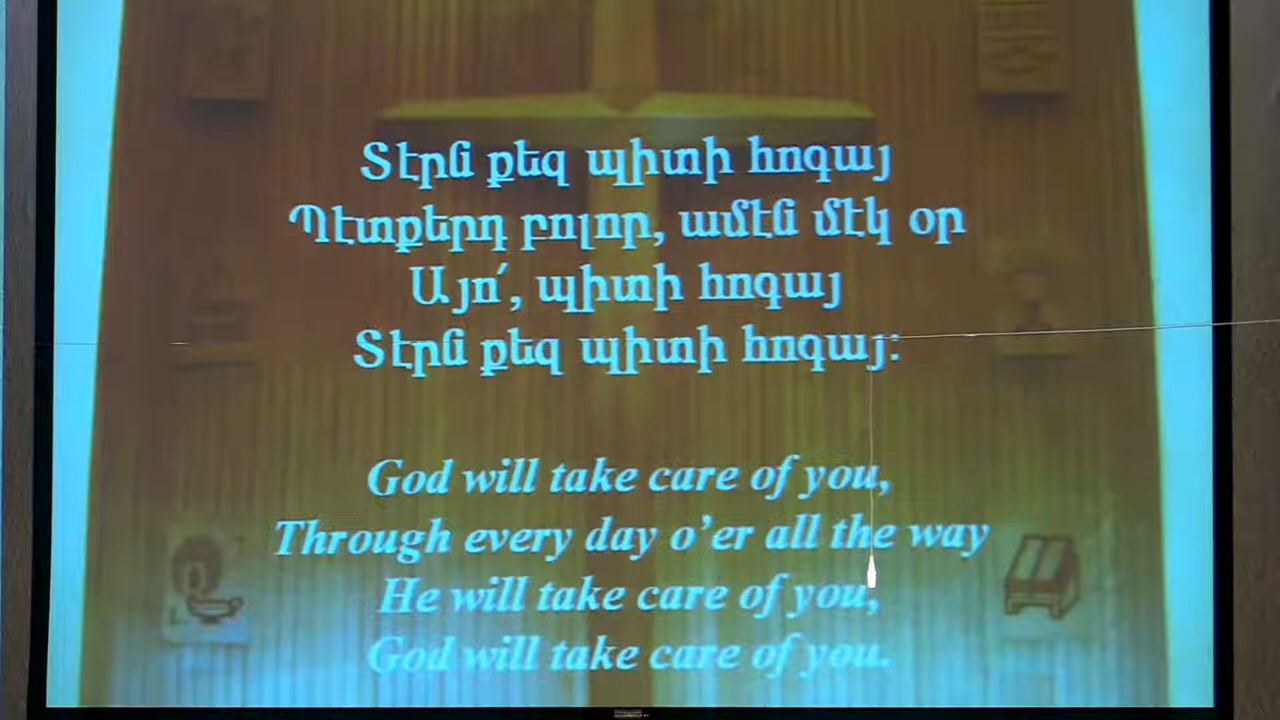 Տէրն քեզ պիտի հոգայ
Պէտքերդ բոլոր, ամէն մէկ օր
Այո՛, պիտի հոգայ
Տէրն քեզ պիտի հոգայ:
God will take care of you,
Through every day o’er all the way
He will take care of you,
God will take care of you.